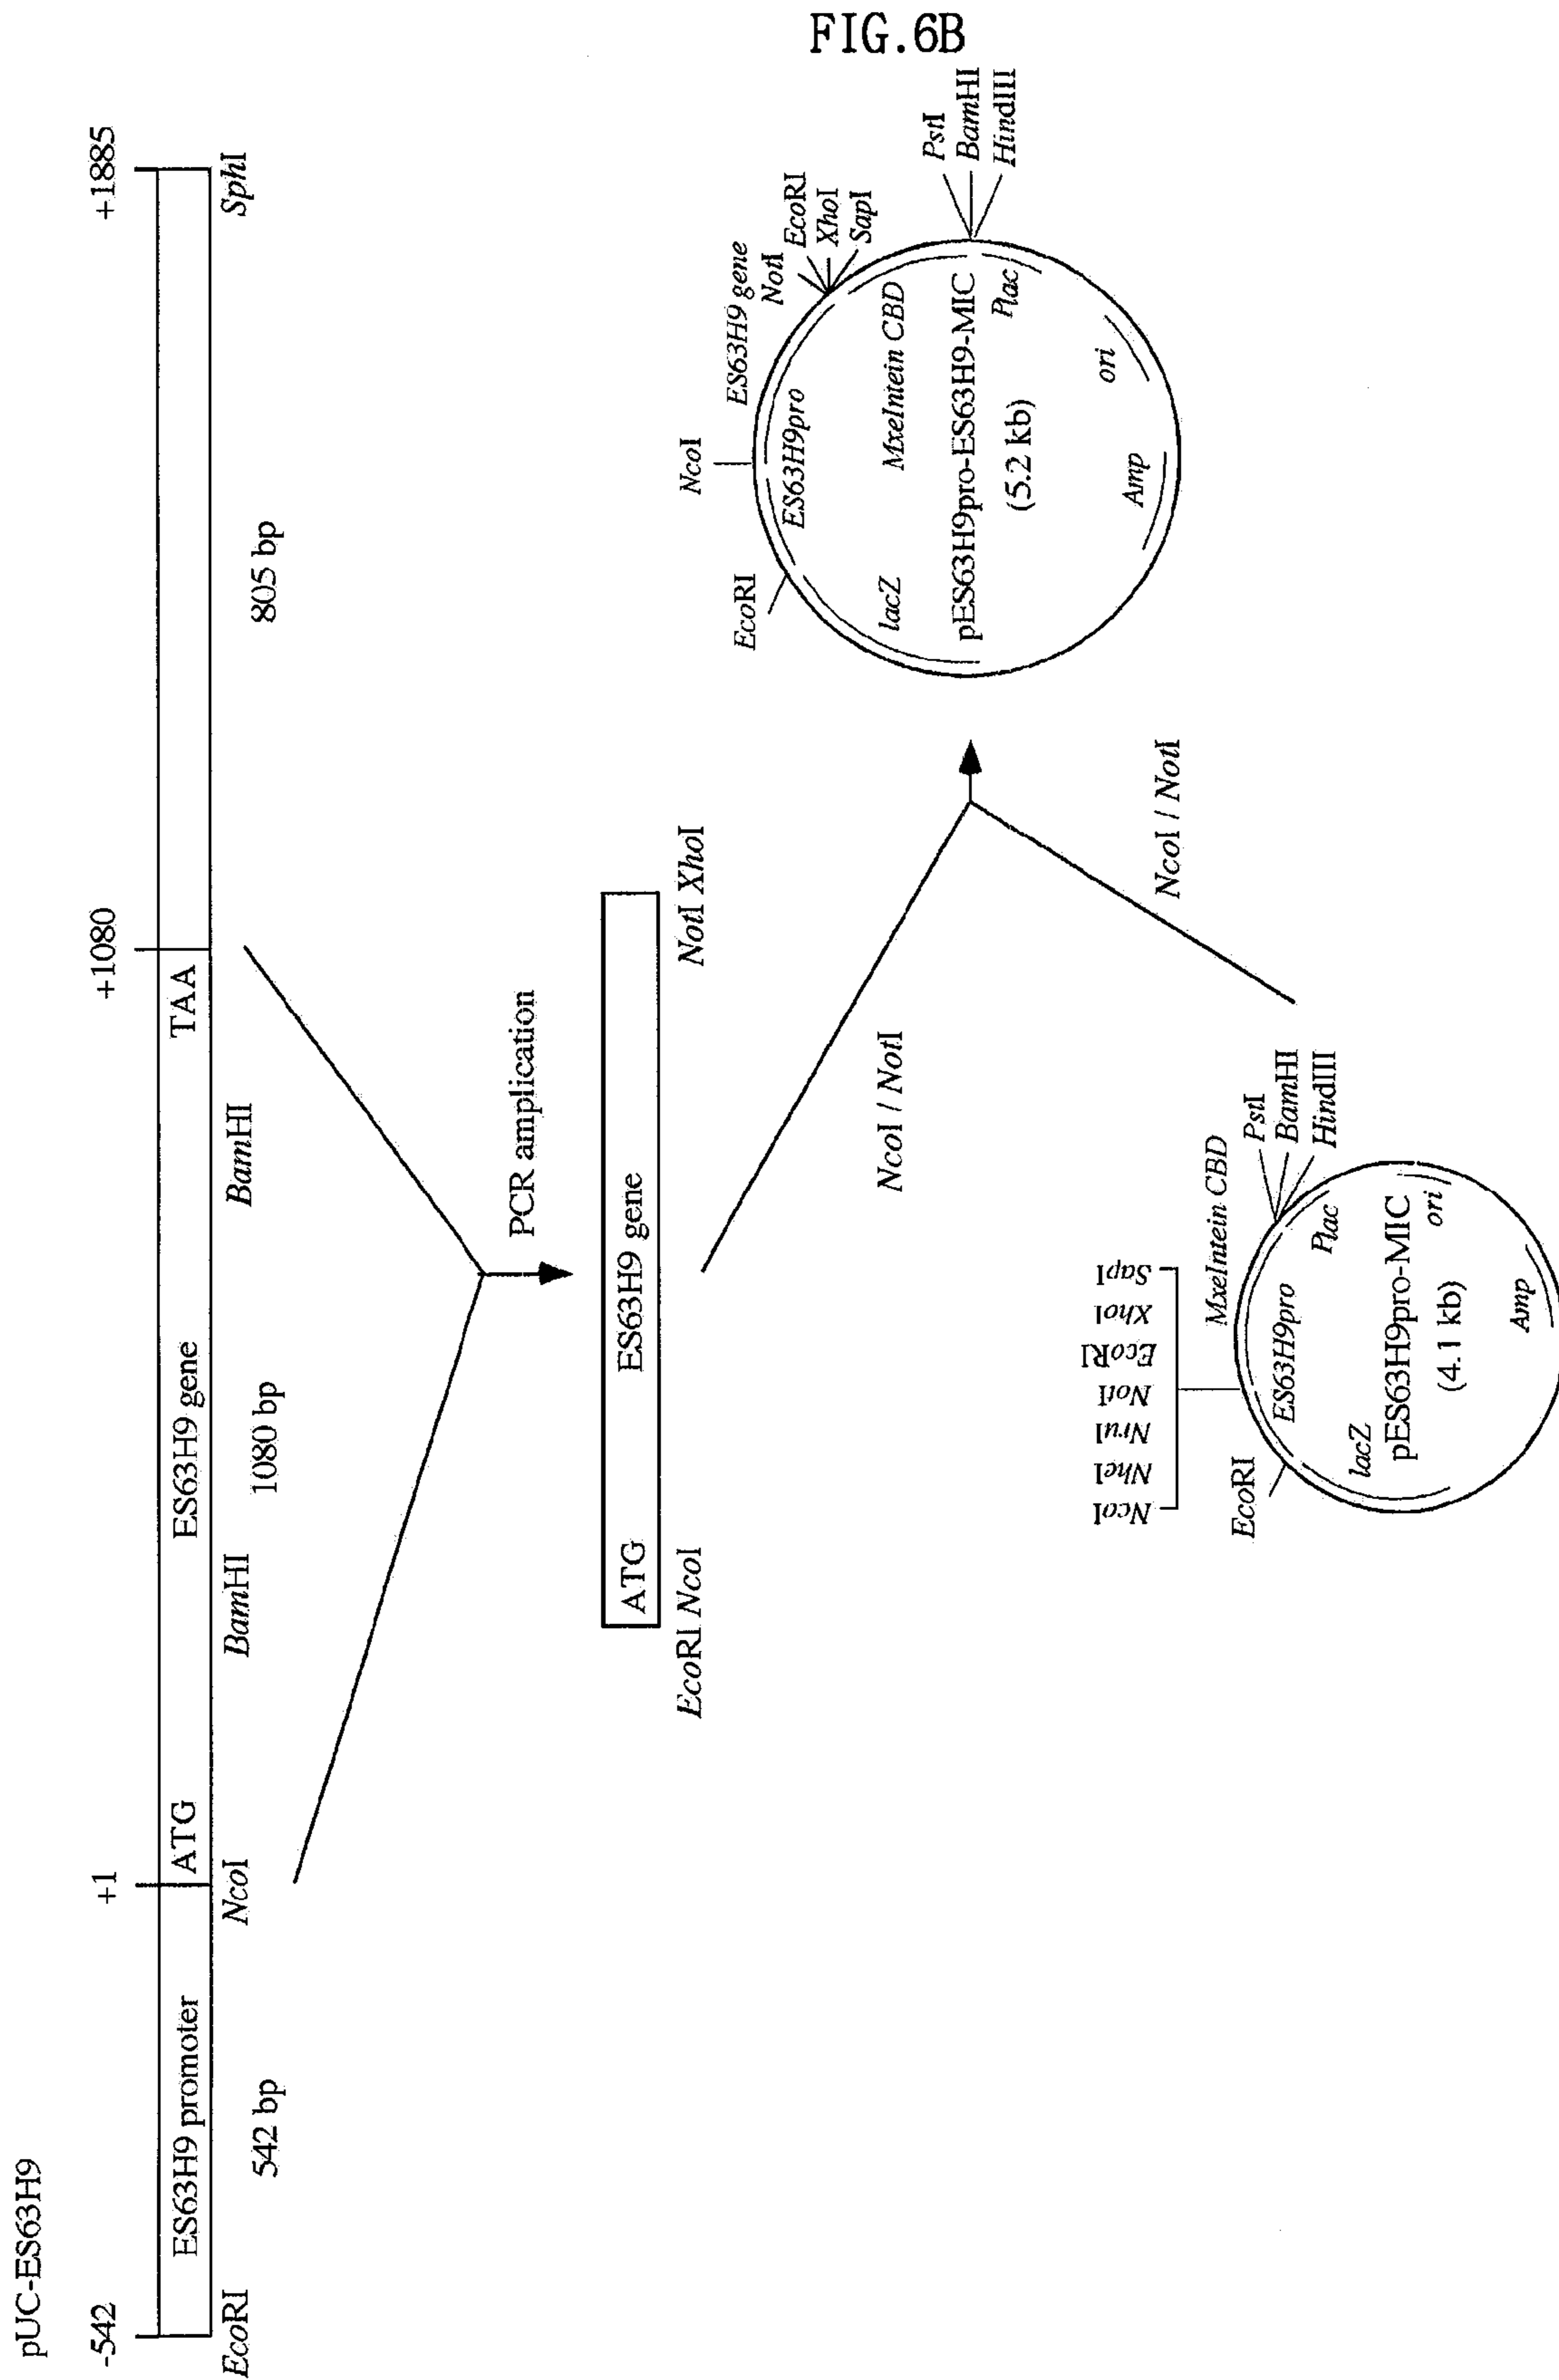 FIG.6B
pUC-ES63H9
-542
+1
+1080
+1885
ES63H9 promoter
ATG
ES63H9 gene
TAA
EcoRI
NcoI
BamHI
BamHI
SphI
542 bp
1080 bp
805 bp
PCR amplication
ATG
ES63H9 gene
EcoRI NcoI
NotI XhoI
NcoI / NotI
NcoI / NotI
NcoI
NheI
NruI
NotI
EcoRI
XhoI
SapI
EcoRI
MxeIntein CBD
PstI
BamHI
HindIII
ES63H9pro
Plac
lacZ
pES63H9pro-MIC
(4.1 kb)
ori
Amp
EcoRI
NcoI
ES63H9 gene
NotI
EcoRI
XhoI
SapI
PstI
BamHI
HindIII
ES63H9pro
lacZ
MxeIntein CBD
pES63H9pro-ES63H9-MIC
(5.2 kb)
Plac
ori
Amp